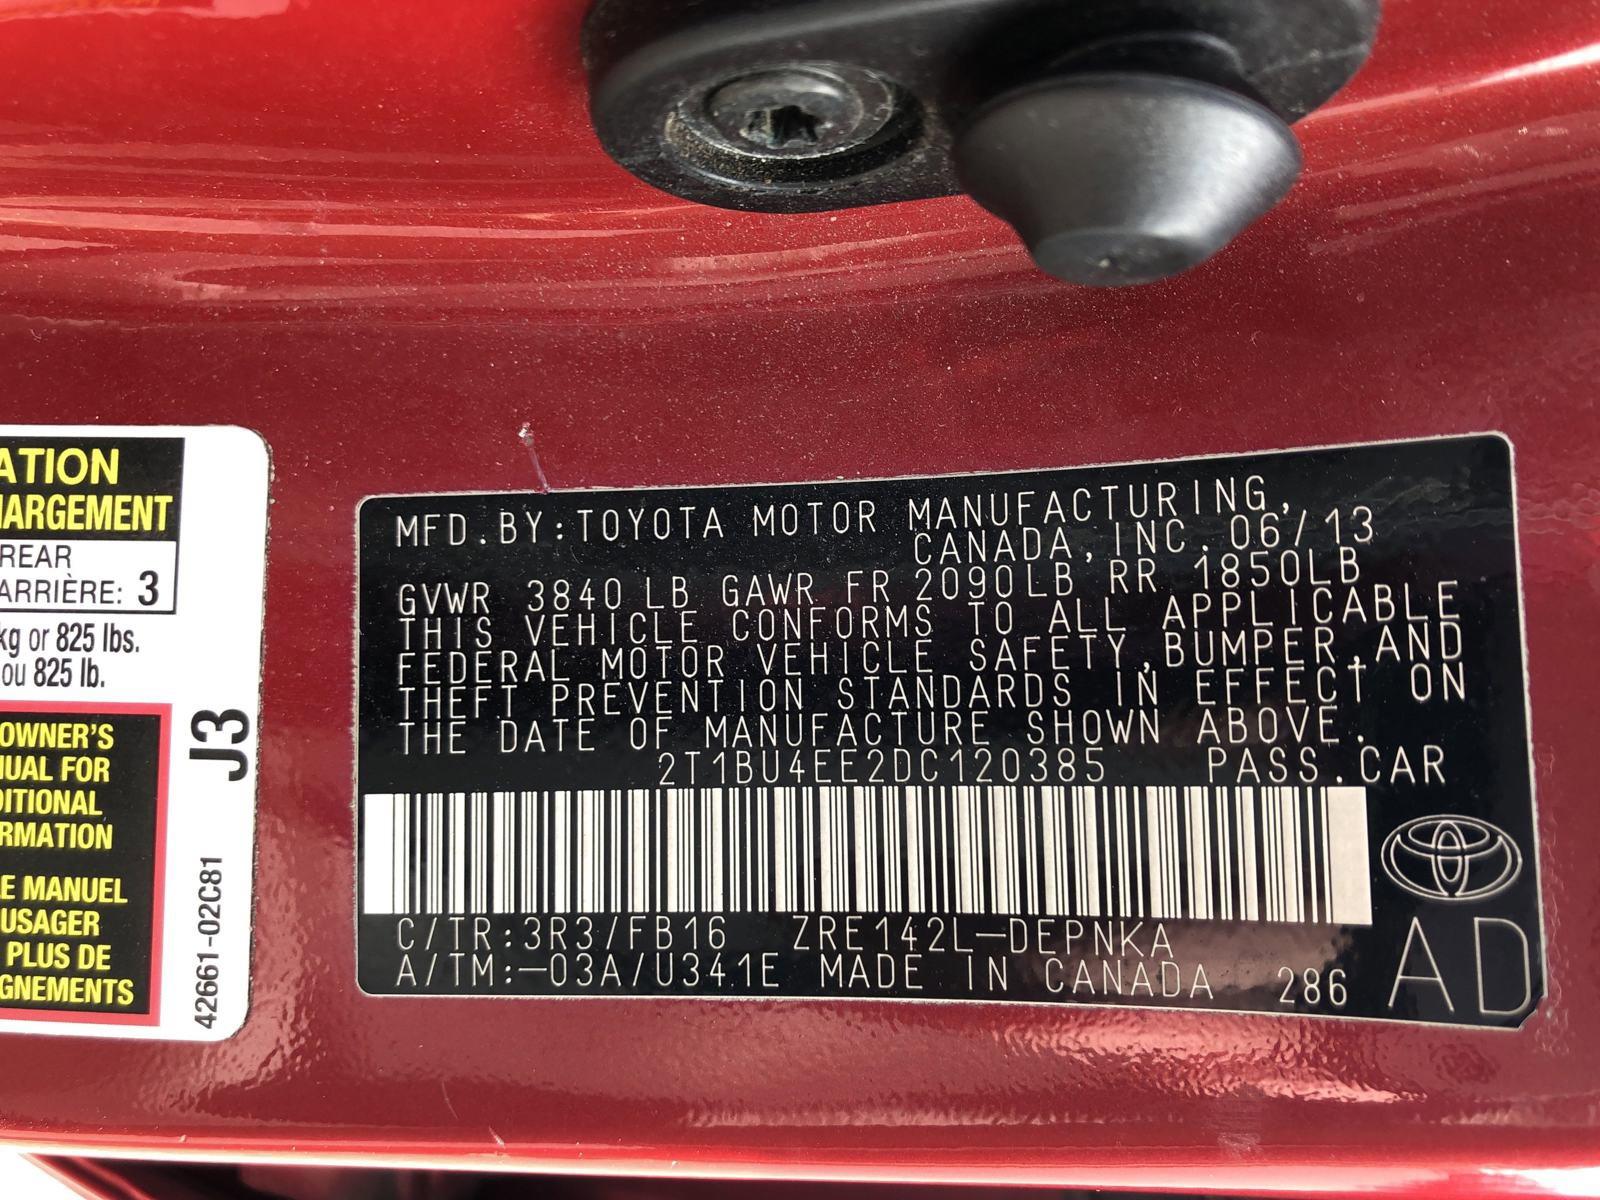 ATION
HARGEMENT
REAR
ARRIÈRE: 3
kg or 825 lbs.
ou 825 lb.
OWNER'S
NUAL FOR
DITIONAL
RMATION
LE MANUEL
USAGER
PLUS DE
GNEMENTS
J3
42661-02C81
MFD.BY:TOYOTA MOTOR MANUFACTURING,
CANADA,INC. 06/13
GVWR 3840 LB GAWR FR 2090LB RR 1850LB
THIS VEHICLE CONFORMS TO ALL APPLICABLE
FEDERAL MOTOR VEHICLE SAFETY,BUMPER,AND
THEFT PREVENTION STANDARDS IN EFFECT ON
THE DATE OF MANUFACTURE SHOWN ABOVE.
2T1BU4EE2DC120385 PASS.CAR
C/TR:3R3/FB16 ZRE142L-DEPNKA
A/TM:-03A/U341E MADE IN CANADA 286
AD